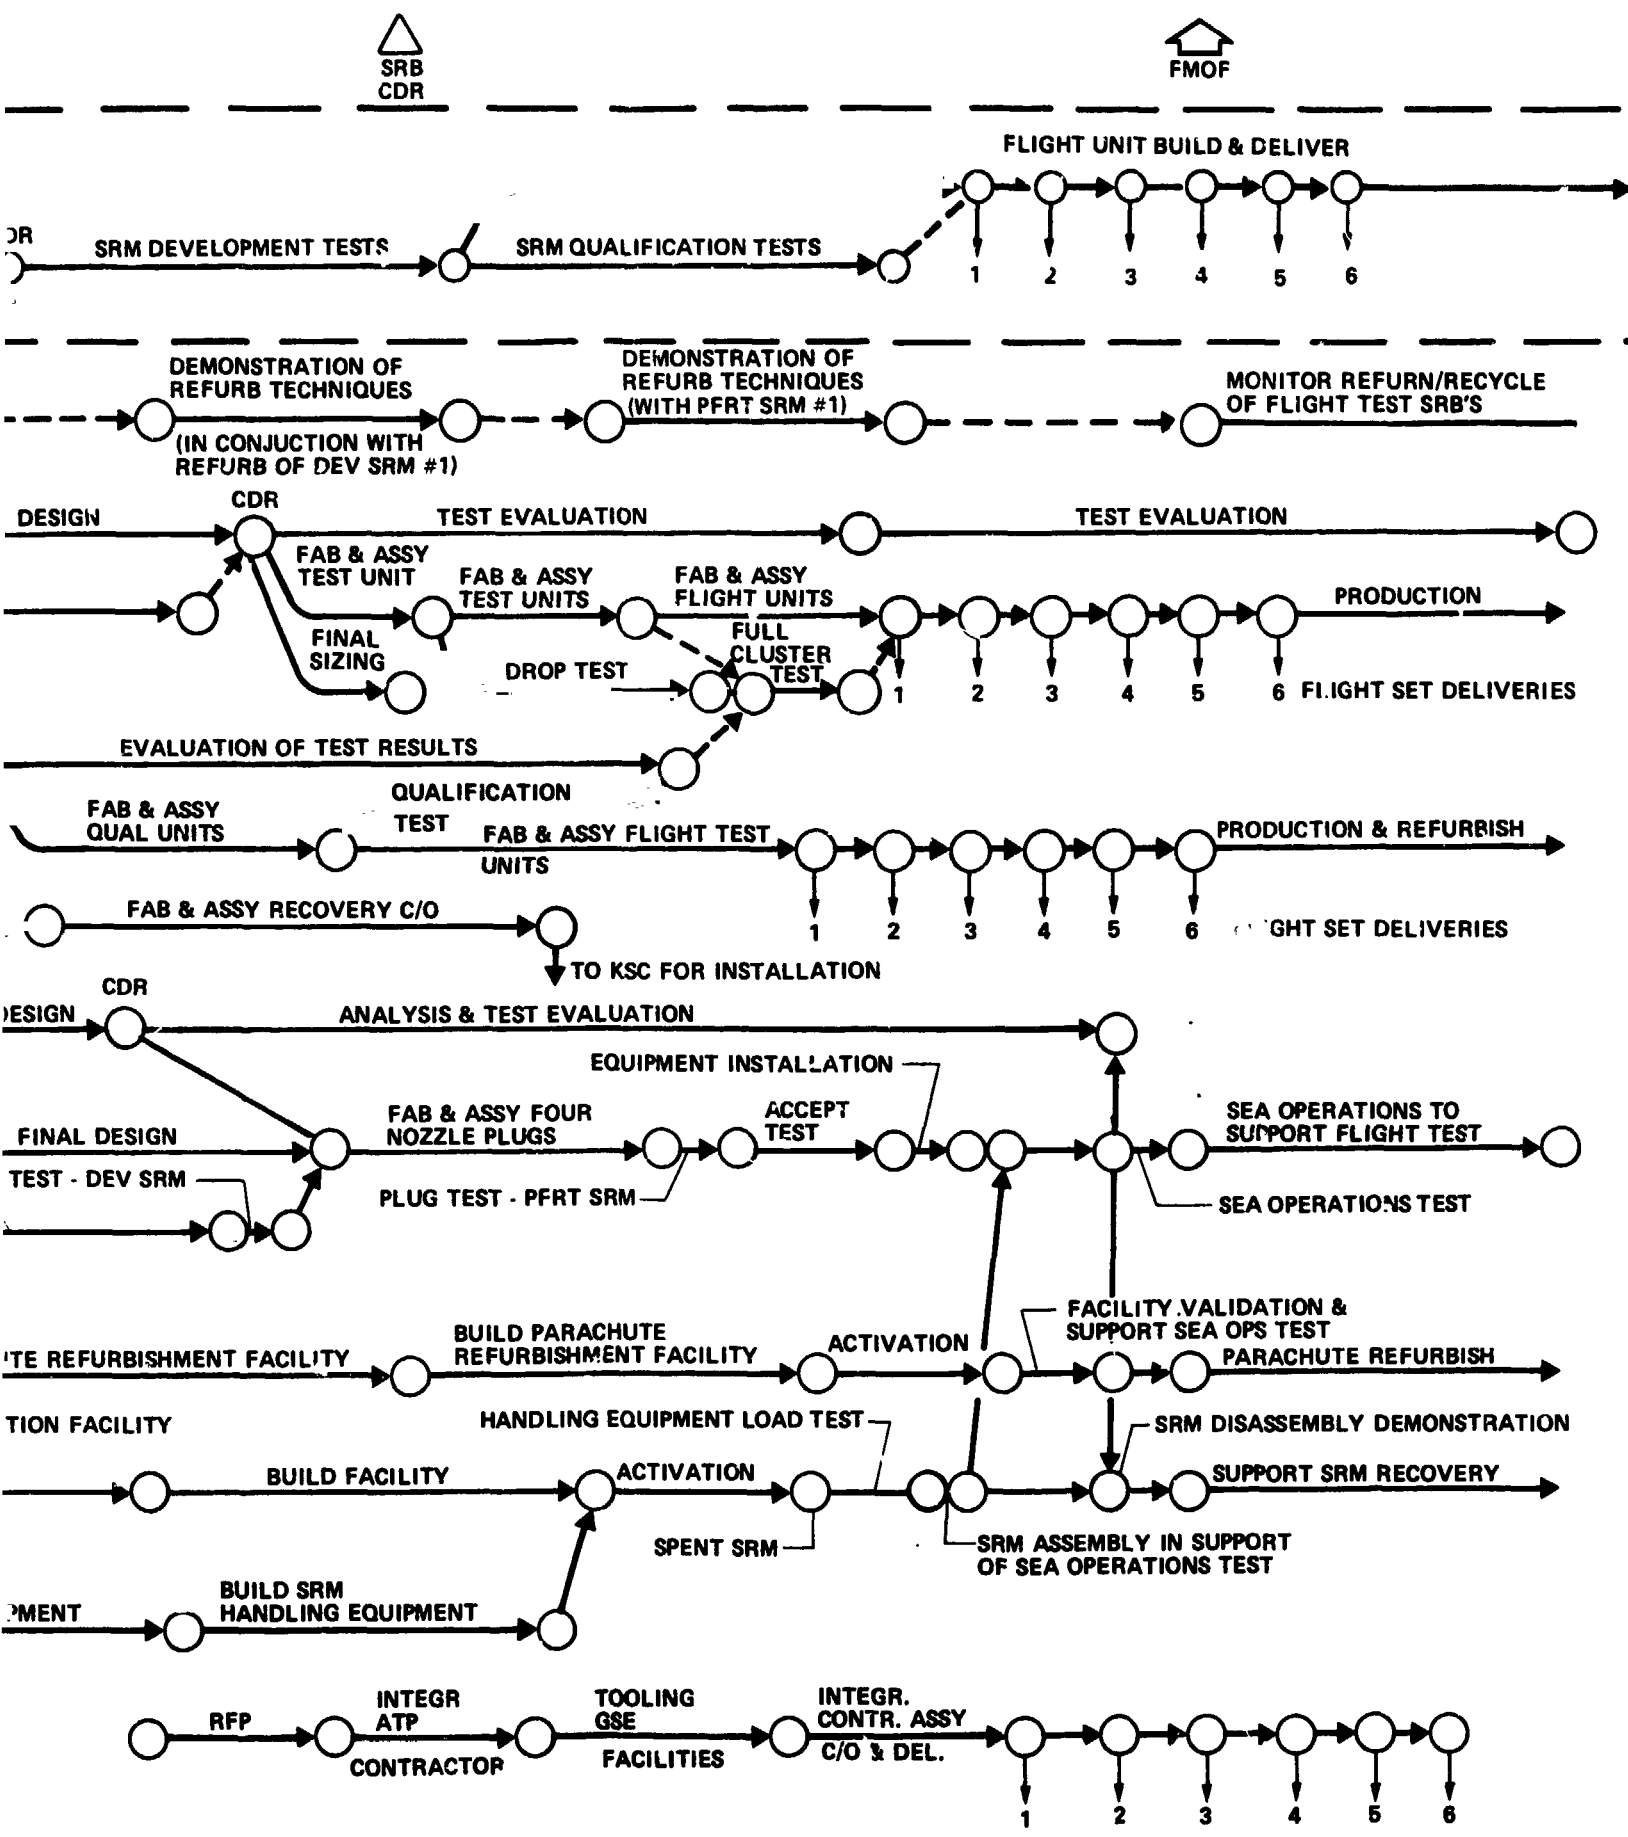 SRB
CDR
FMOF
FLIGHT UNIT BUILD & DELIVER
SRM DEVELOPMENT TESTS
SRM QUALIFICATION TESTS
1 2 3 4 5 6
DEMONSTRATION OF
REFURB TECHNIQUES
(IN CONJUCTION WITH
REFURB OF DEV SRM #1)
DEMONSTRATION OF
REFURB TECHNIQUES
(WITH PFRT SRM #1)
MONITOR REFURN/RECYCLE
OF FLIGHT TEST SRB'S
DESIGN
CDR
TEST EVALUATION
TEST EVALUATION
FAB & ASSY
TEST UNIT
FAB & ASSY
TEST UNITS
FAB & ASSY
FLIGHT UNITS
PRODUCTION
FINAL
SIZING
DROP TEST
FULL
CLUSTER
TEST
1 2 3 4 5 6 FLIGHT SET DELIVERIES
EVALUATION OF TEST RESULTS
QUALIFICATION
TEST
FAB & ASSY
QUAL UNITS
FAB & ASSY FLIGHT TEST
UNITS
PRODUCTION & REFURBISH
FAB & ASSY RECOVERY C/O
1 2 3 4 5 6 GHT SET DELIVERIES
TO KSC FOR INSTALLATION
CDR
ESIGN
ANALYSIS & TEST EVALUATION
EQUIPMENT INSTALLATION
FINAL DESIGN
FAB & ASSY FOUR
NOZZLE PLUGS
ACCEPT
TEST
SEA OPERATIONS TO
SUPPORT FLIGHT TEST
TEST - DEV SRM
PLUG TEST - PFRT SRM
SEA OPERATIONS TEST
FACILITY VALIDATION &
SUPPORT SEA OPS TEST
TE REFURBISHMENT FACILITY
BUILD PARACHUTE
REFURBISHMENT FACILITY
ACTIVATION
PARACHUTE REFURBISH
TION FACILITY
HANDLING EQUIPMENT LOAD TEST
SRM DISASSEMBLY DEMONSTRATION
BUILD FACILITY
ACTIVATION
SUPPORT SRM RECOVERY
SPENT SRM
SRM ASSEMBLY IN SUPPORT
OF SEA OPERATIONS TEST
PMENT
BUILD SRM
HANDLING EQUIPMENT
RFP
INTEGR
ATP
CONTRACTOR
TOOLING
GSE
FACILITIES
INTEGR.
CONTR. ASSY
C/O & DEL.
1 2 3 4 5 6